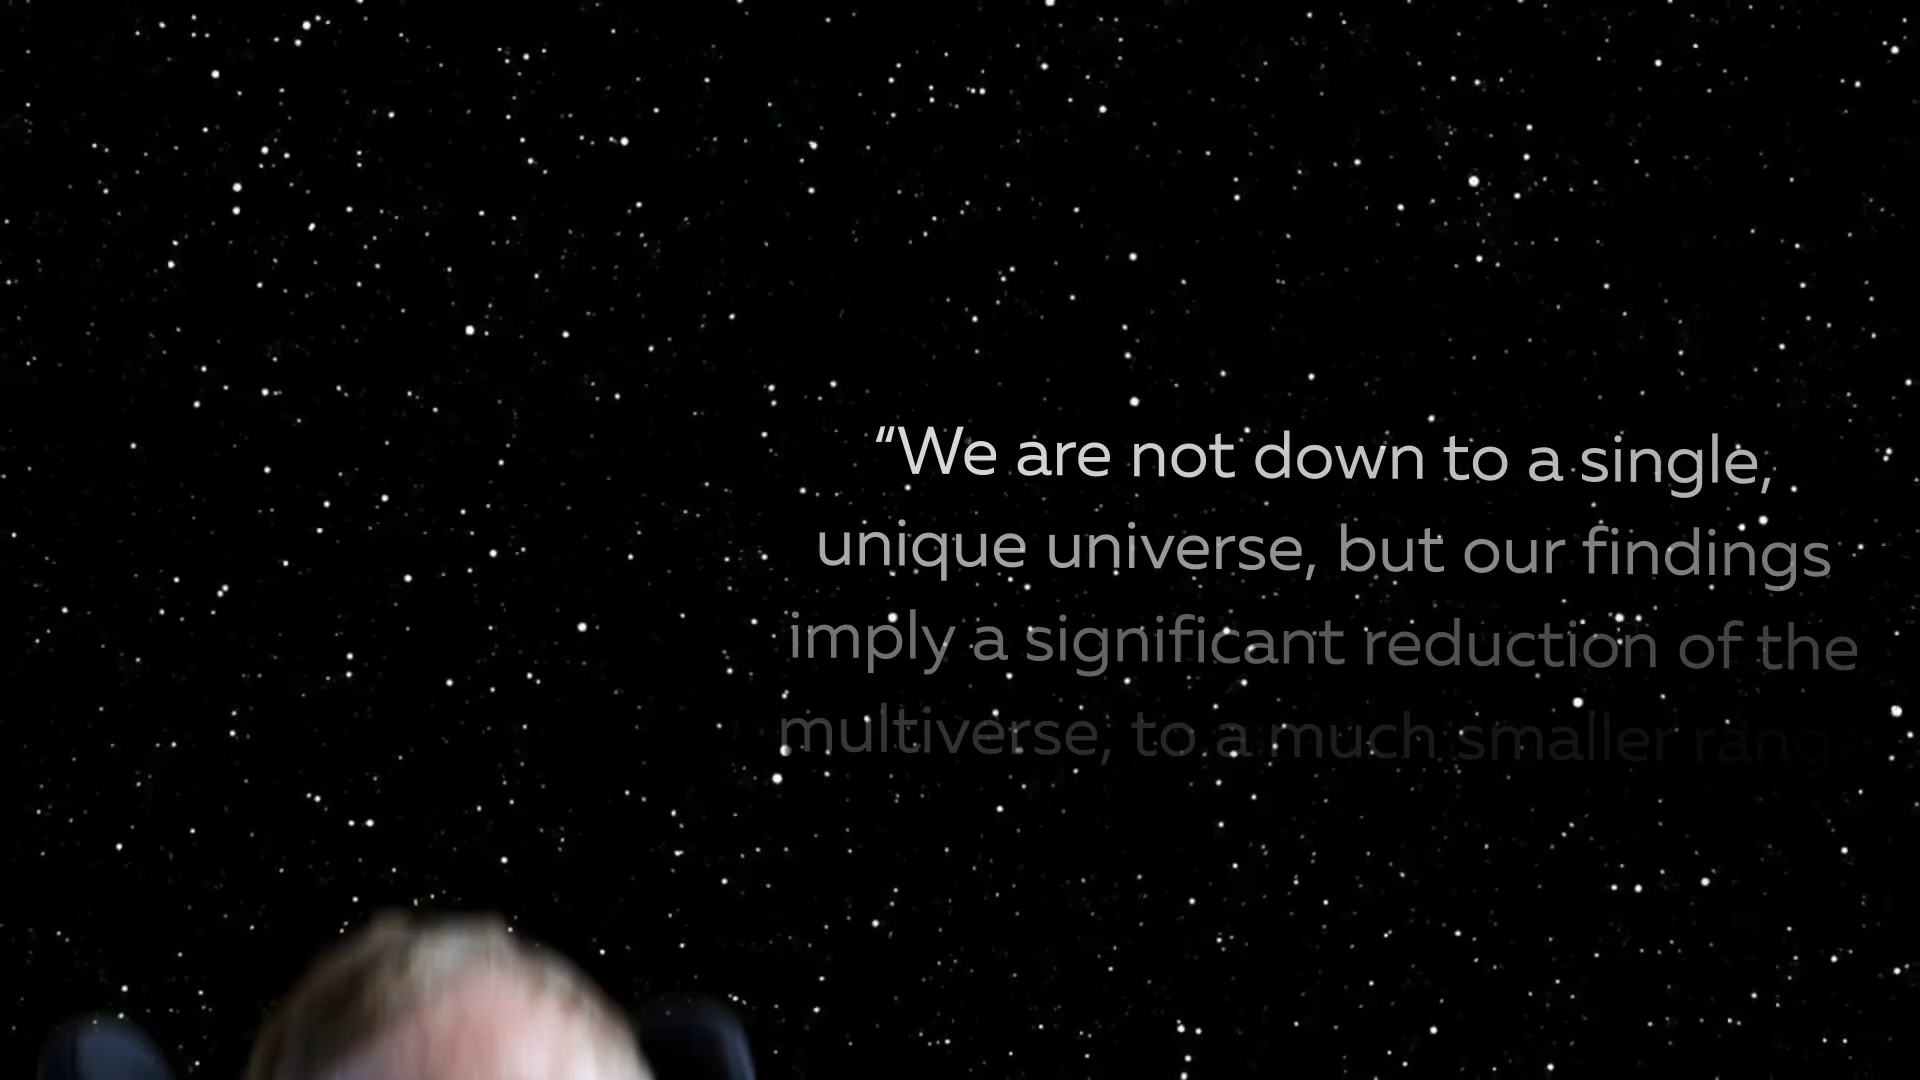 “We are not down to a single,
unique universe, but our findings
imply a significant reduction of the
multiverse, to a much smaller range